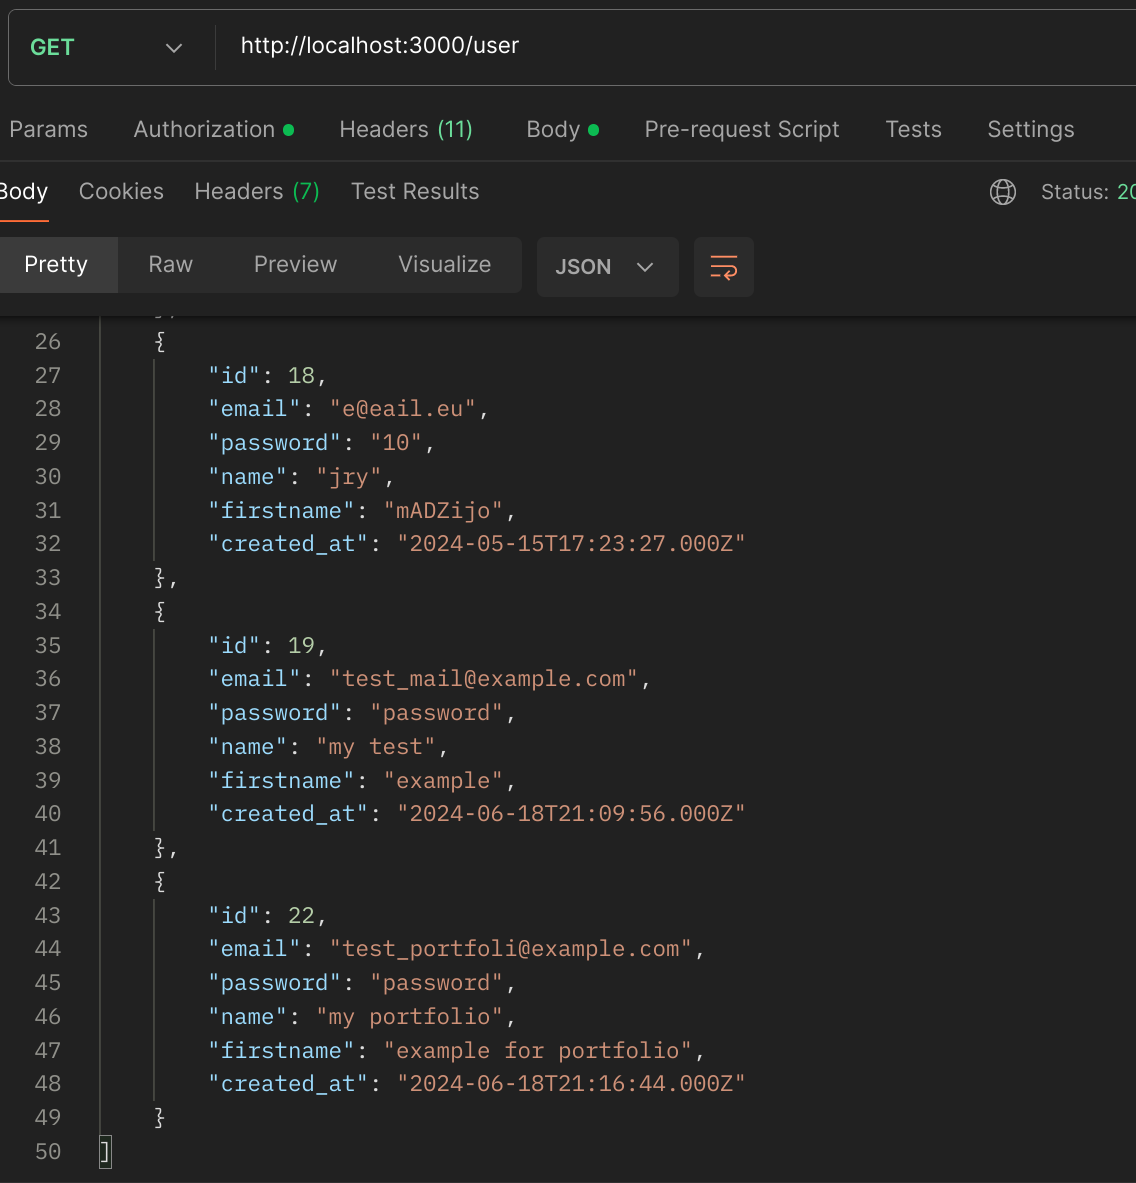 GET http://localhost:3000/user
Params Authorization Headers (11) Body Pre-request Script Tests Settings
Body Cookies Headers (7) Test Results Status: 20
Pretty Raw Preview Visualize JSON
26 {
27 "id": 18,
28 "email": "e@eail.eu",
29 "password": "10",
30 "name": "jry",
31 "firstname": "mADZijo",
32 "created_at": "2024-05-15T17:23:27.000Z"
33 },
34 {
35 "id": 19,
36 "email": "test_mail@example.com",
37 "password": "password",
38 "name": "my test",
39 "firstname": "example",
40 "created_at": "2024-06-18T21:09:56.000Z"
41 },
42 {
43 "id": 22,
44 "email": "test_portfoli@example.com",
45 "password": "password",
46 "name": "my portfolio",
47 "firstname": "example for portfolio",
48 "created_at": "2024-06-18T21:16:44.000Z"
49 }
50 ]